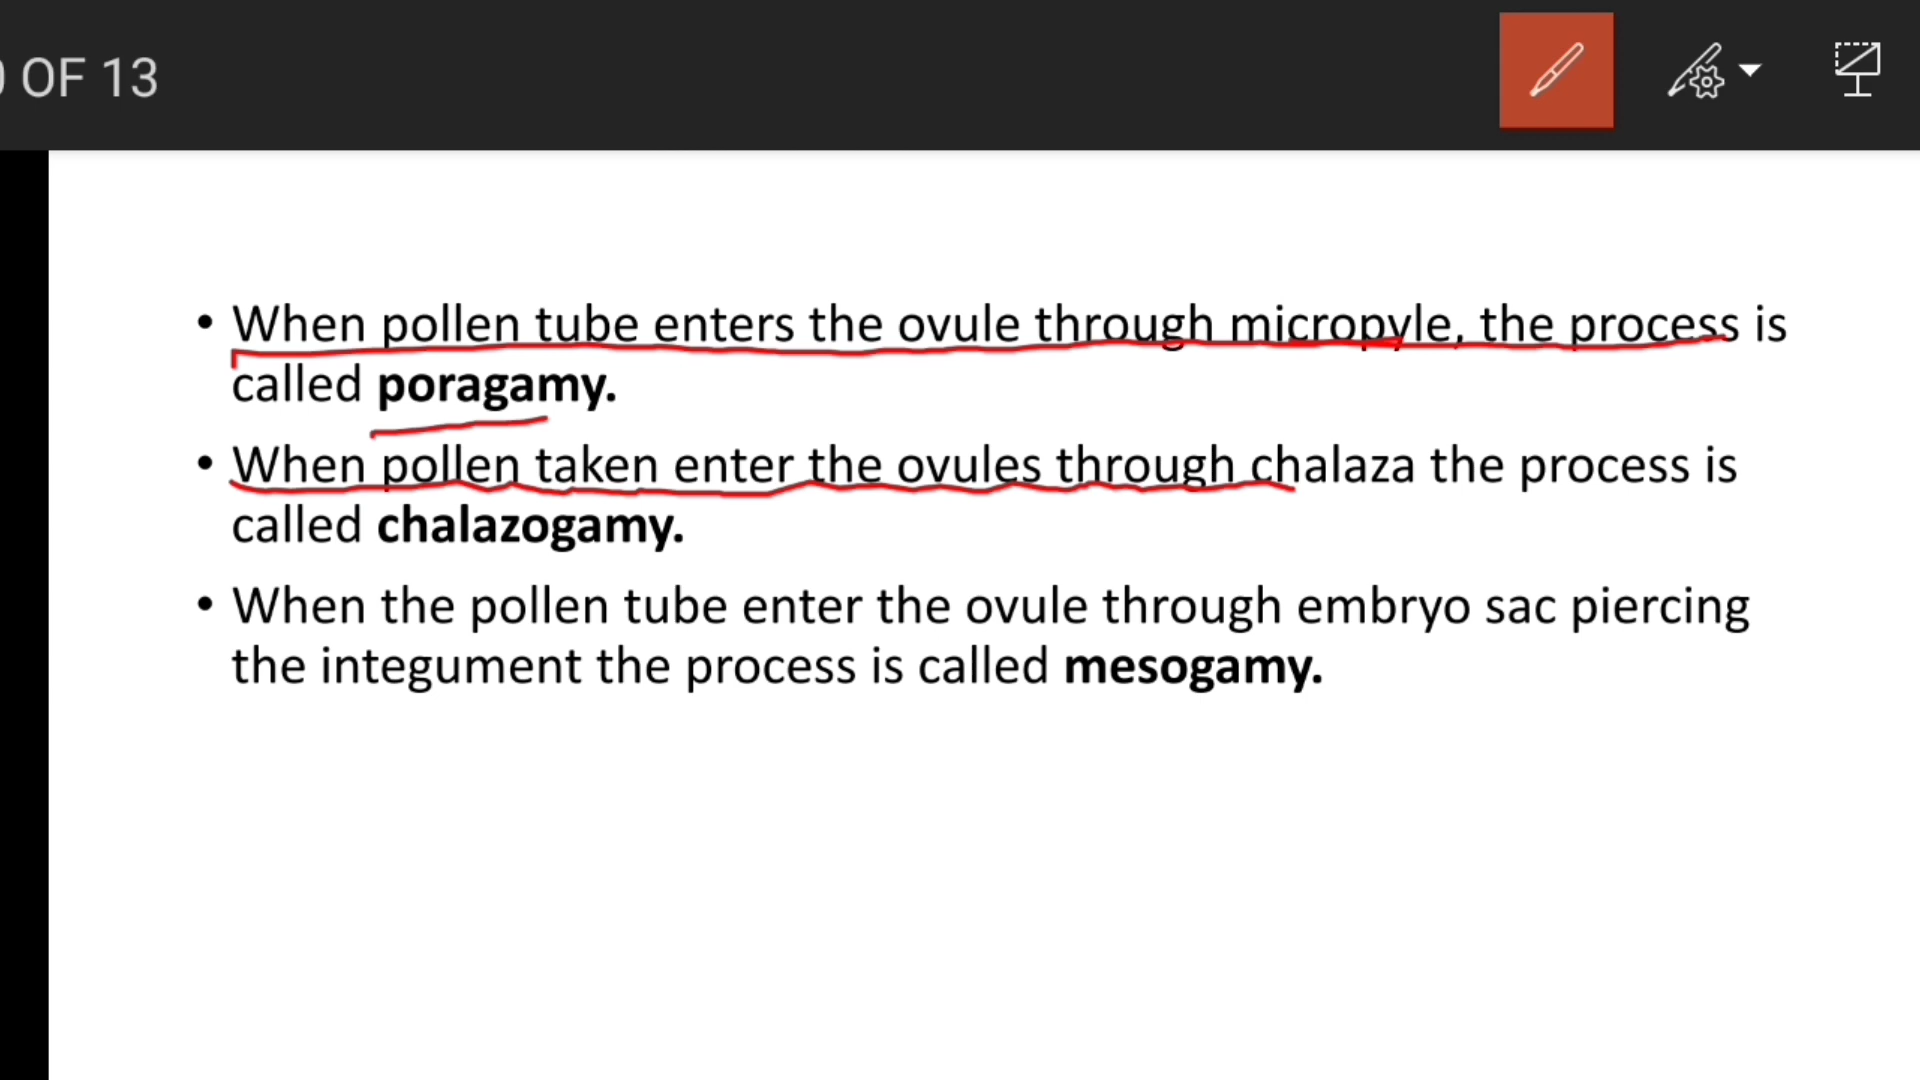 OF 13
• When pollen tube enters the ovule through micropyle, the process is
called poragamy.
• When pollen taken enter the ovules through chalaza the process is
called chalazogamy.
• When the pollen tube enter the ovule through embryo sac piercing
the integument the process is called mesogamy.